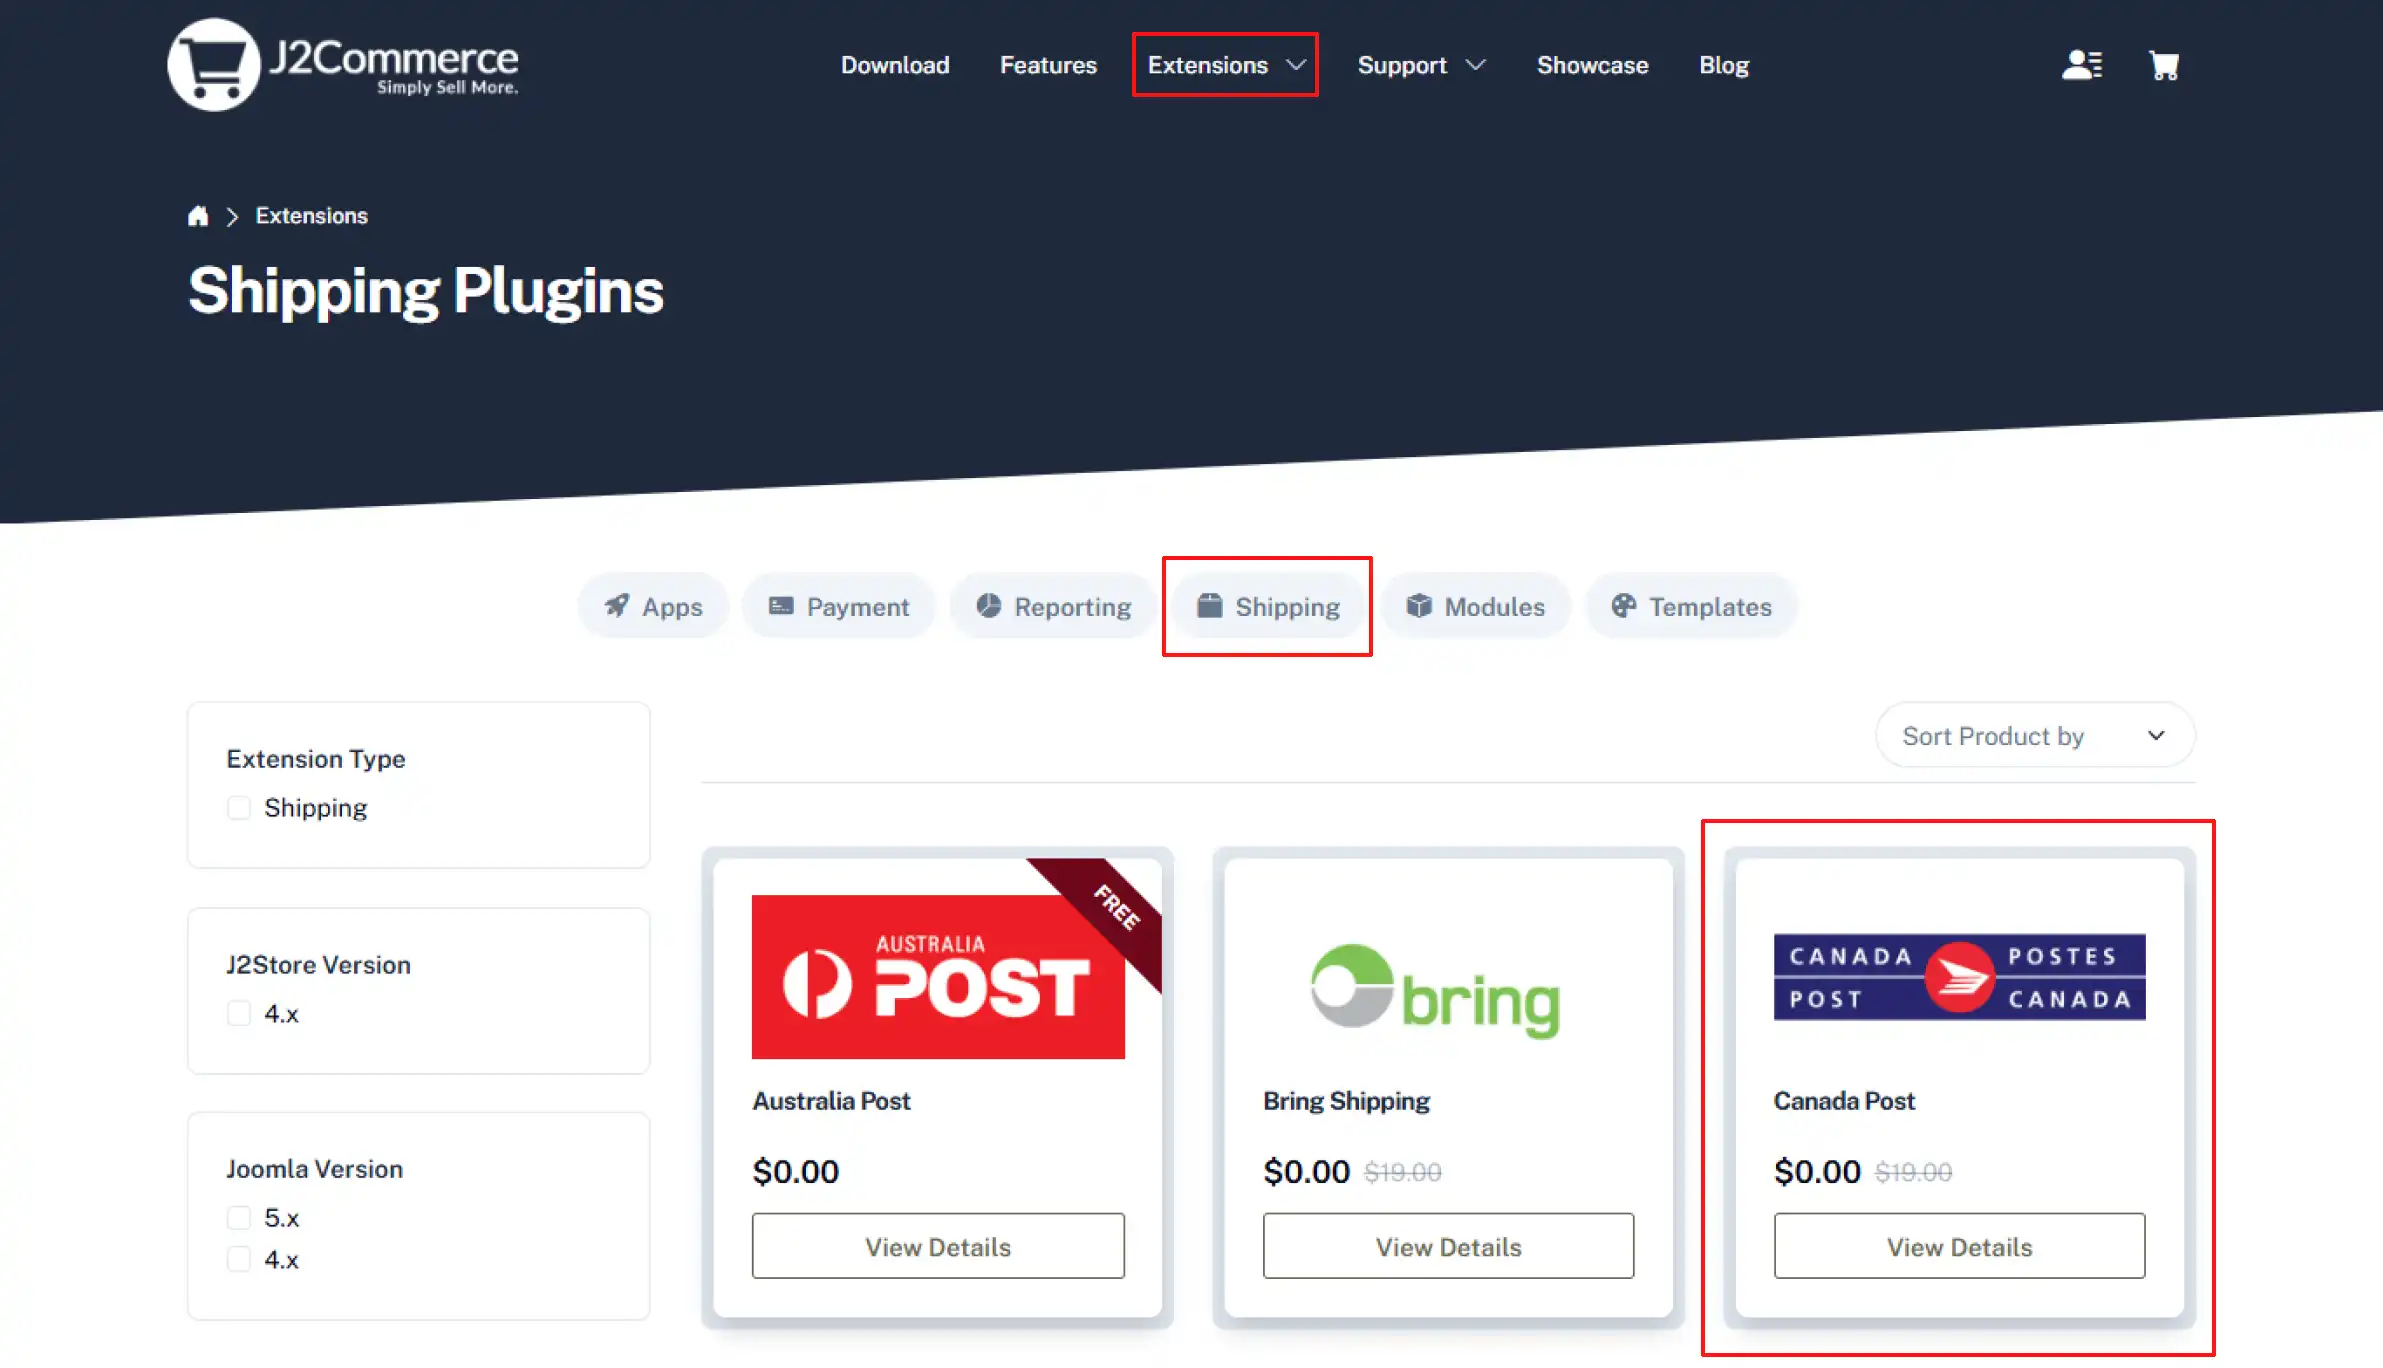 J2Commerce
Simply Sell More.
Download
Features
Extensions
Support
Showcase
Blog
Extensions
Shipping Plugins
Apps
Payment
Reporting
Shipping
Modules
Templates
Sort Product by
Extension Type
Shipping
J2Store Version
4.x
Joomla Version
5.x
4.x
FREE
AUSTRALIA
POST
Australia Post
$0.00
View Details
bring
Bring Shipping
$0.00 $19.00
View Details
CANADA POSTES
POST CANADA
Canada Post
$0.00 $19.00
View Details